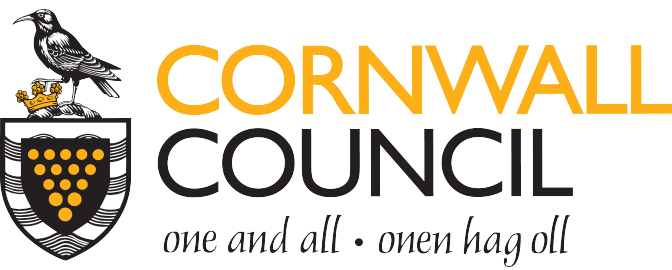 CORNWALL
COUNCIL
one and all • onen hag oll